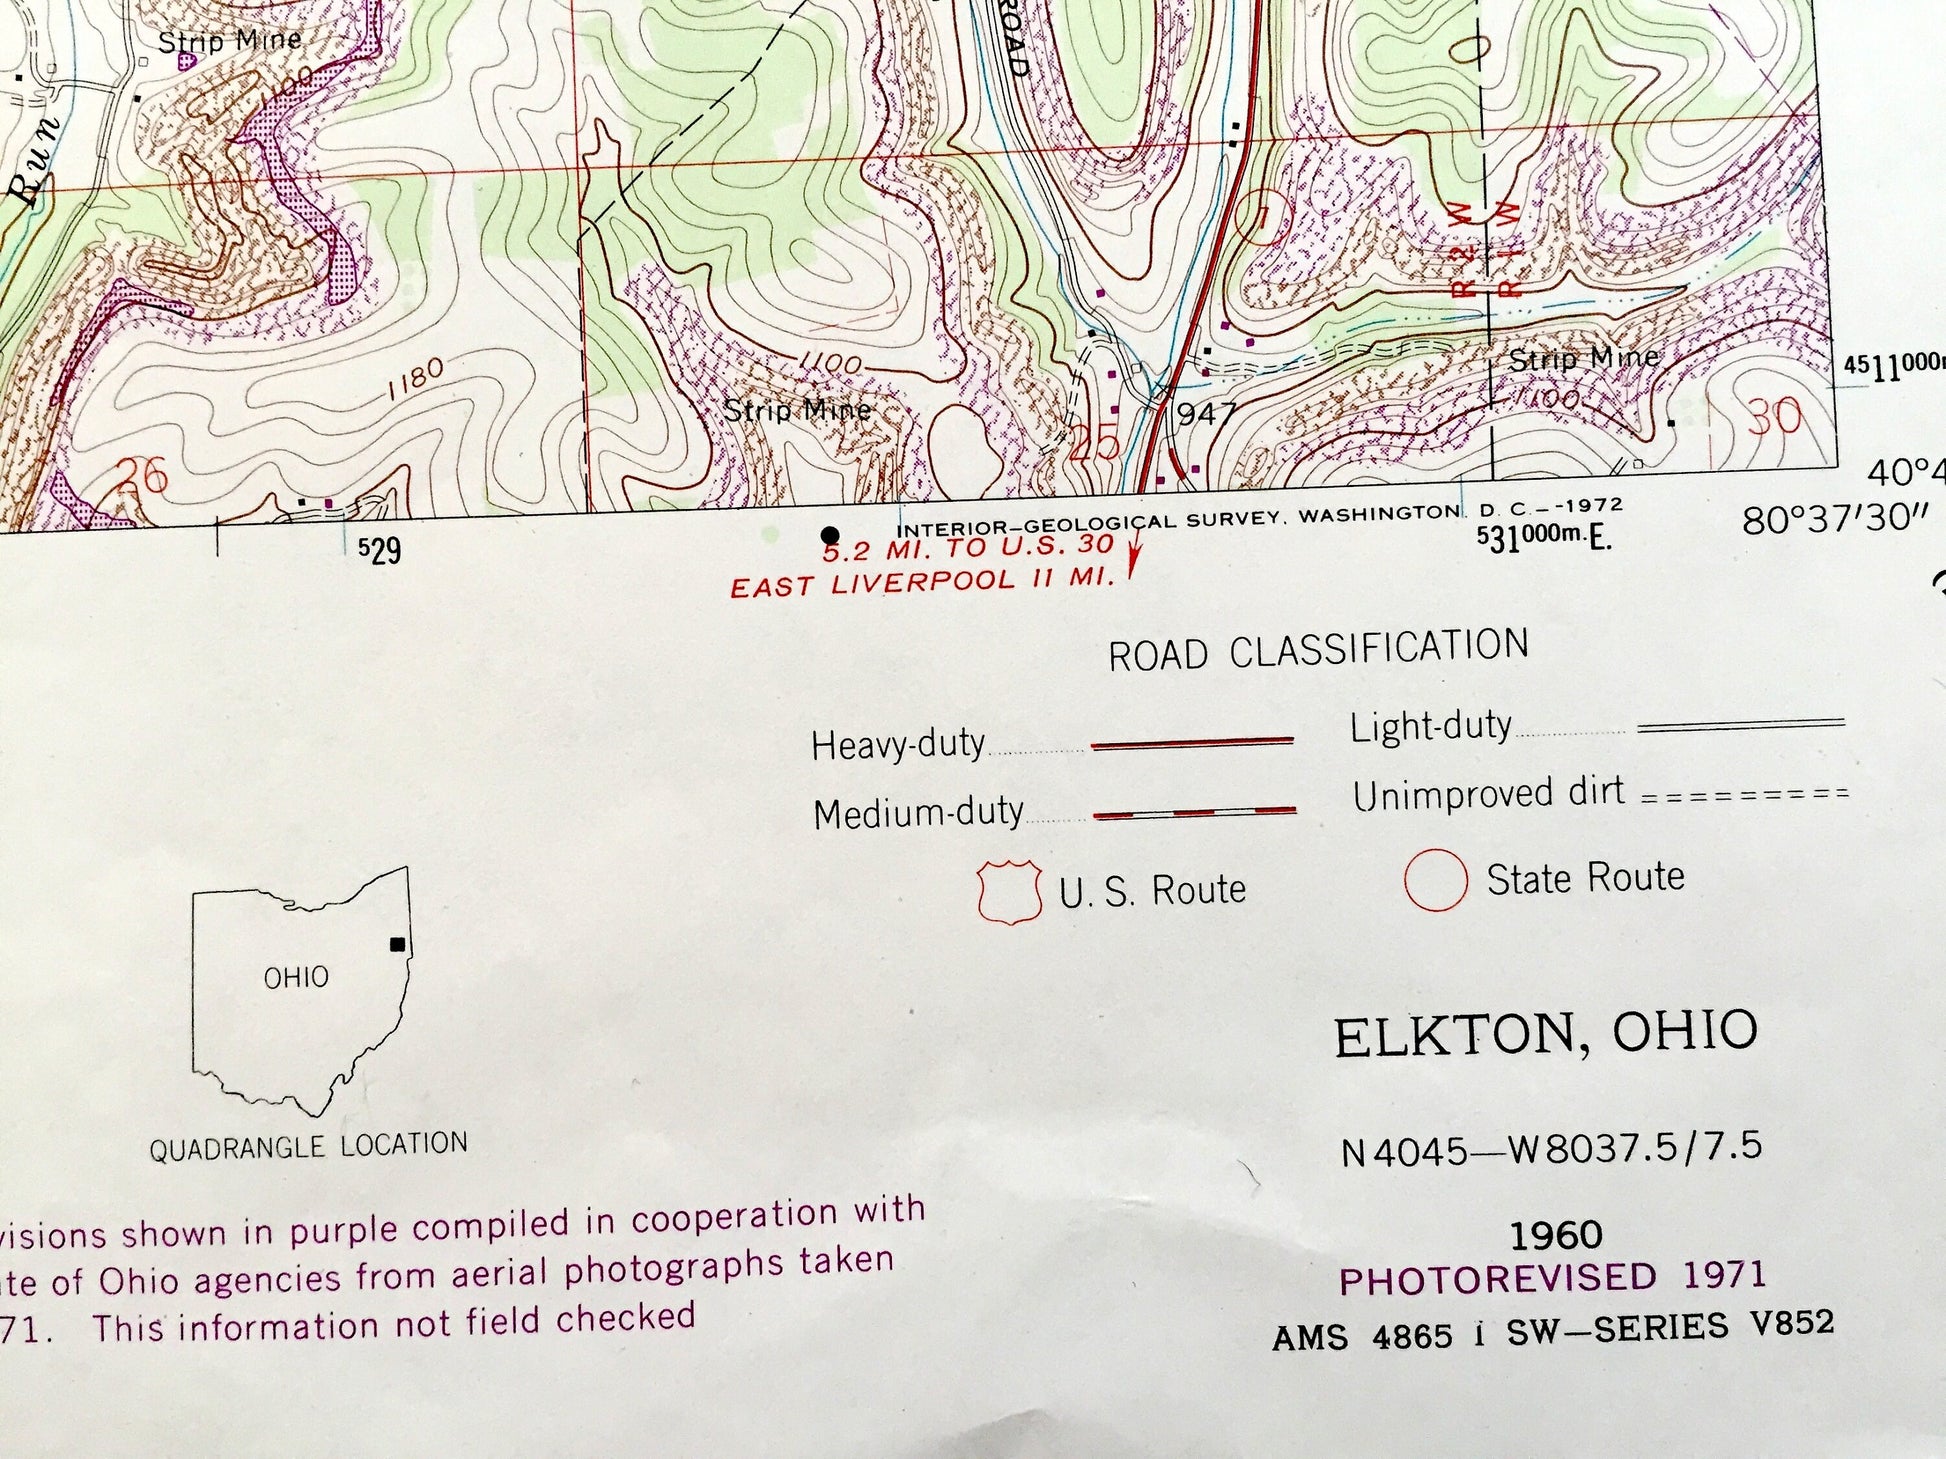 Strip Mine
1100
ROAD
Run
7
R 2 W
R 1 W
1180
1100
Strip Mine
Strip Mine
1100
947
25
26
30
4511000m
40°4
80°37'30"
529
INTERIOR—GEOLOGICAL SURVEY, WASHINGTON, D. C.—1972
531000m.E.
5.2 MI. TO U.S. 30
EAST LIVERPOOL 11 MI.
ROAD CLASSIFICATION
Heavy-duty
Light-duty
Medium-duty
Unimproved dirt
U. S. Route
State Route
OHIO
QUADRANGLE LOCATION
ELKTON, OHIO
N4045—W8037.5/7.5
1960
PHOTOREVISED 1971
AMS 4865 I SW—SERIES V852
visions shown in purple compiled in cooperation with
te of Ohio agencies from aerial photographs taken
71. This information not field checked